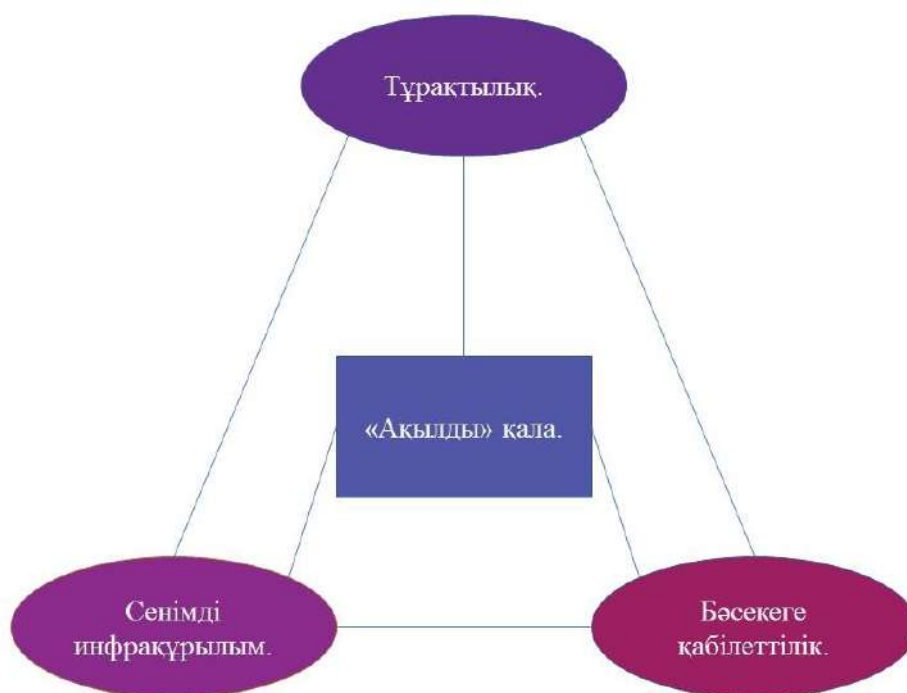 Тұрақтылық.
«Ақылды» қала.
Сенімді
инфрақұрылым.
Бәсекеге
қабілеттілік.